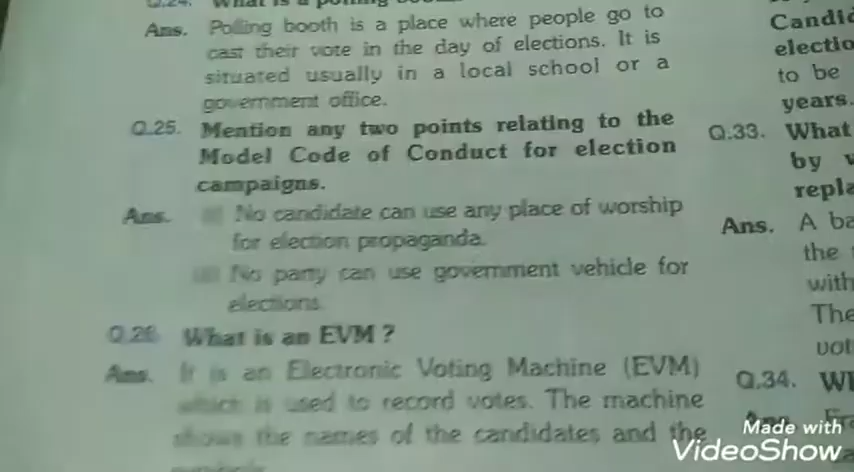 Q.24. What is a polling
Ans. Polling booth is a place where people go to
cast their vote in the day of elections. It is
situated usually in a local school or a
government office.
Q.25. Mention any two points relating to the
Model Code of Conduct for election
campaigns.
Ans. (i) No candidate can use any place of worship
for election propaganda.
(ii) No party can use government vehicle for
elections.
Q.26. What is an EVM ?
Ans. It is an Electronic Voting Machine (EVM)
which is used to record votes. The machine
shows the names of the candidates and the
electio
to be
years.
Q.33. What
by
repla
Ans. A ba
the
with
The
vot
Q.34.
Made with
VideoShow